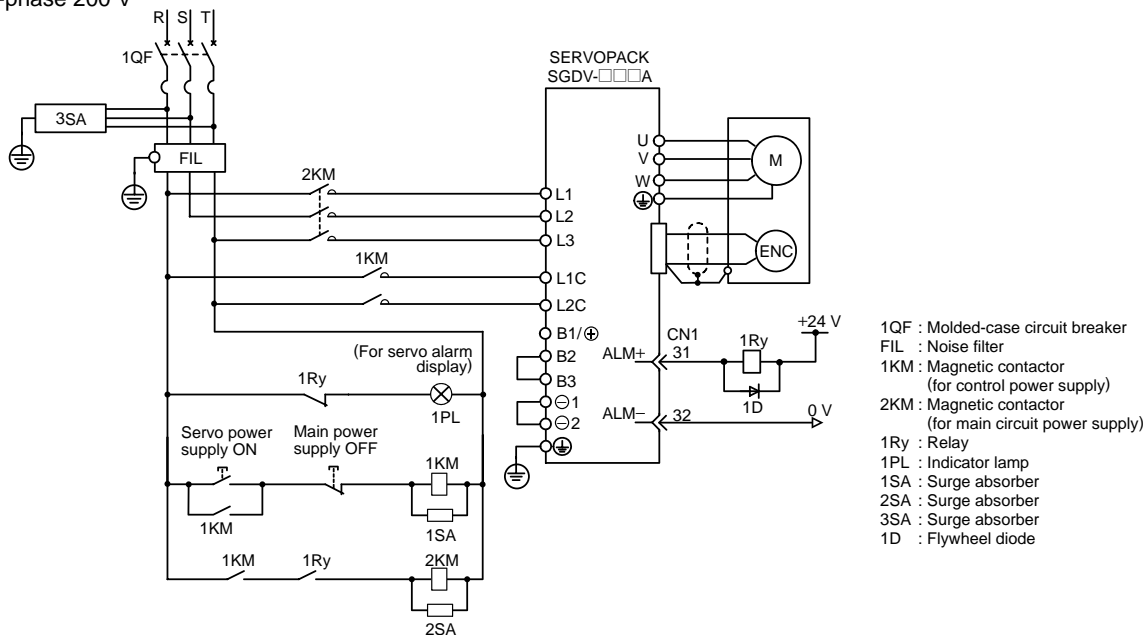 -phase 200 V
R S T
1QF
3SA
FIL
2KM
1KM
SERVOPACK
SGDV-□□□A
L1
L2
L3
L1C
L2C
B1/⊕
B2
B3
⊖1
⊖2
U
V
W
M
ENC
CN1
ALM+ 31
ALM− 32
1Ry
+24 V
1D
0 V
(For servo alarm
display)
1Ry
1PL
Servo power
supply ON
Main power
supply OFF
1KM
1KM
1SA
1KM
1Ry
2KM
2SA
1QF : Molded-case circuit breaker
FIL : Noise filter
1KM : Magnetic contactor
(for control power supply)
2KM : Magnetic contactor
(for main circuit power supply)
1Ry : Relay
1PL : Indicator lamp
1SA : Surge absorber
2SA : Surge absorber
3SA : Surge absorber
1D : Flywheel diode